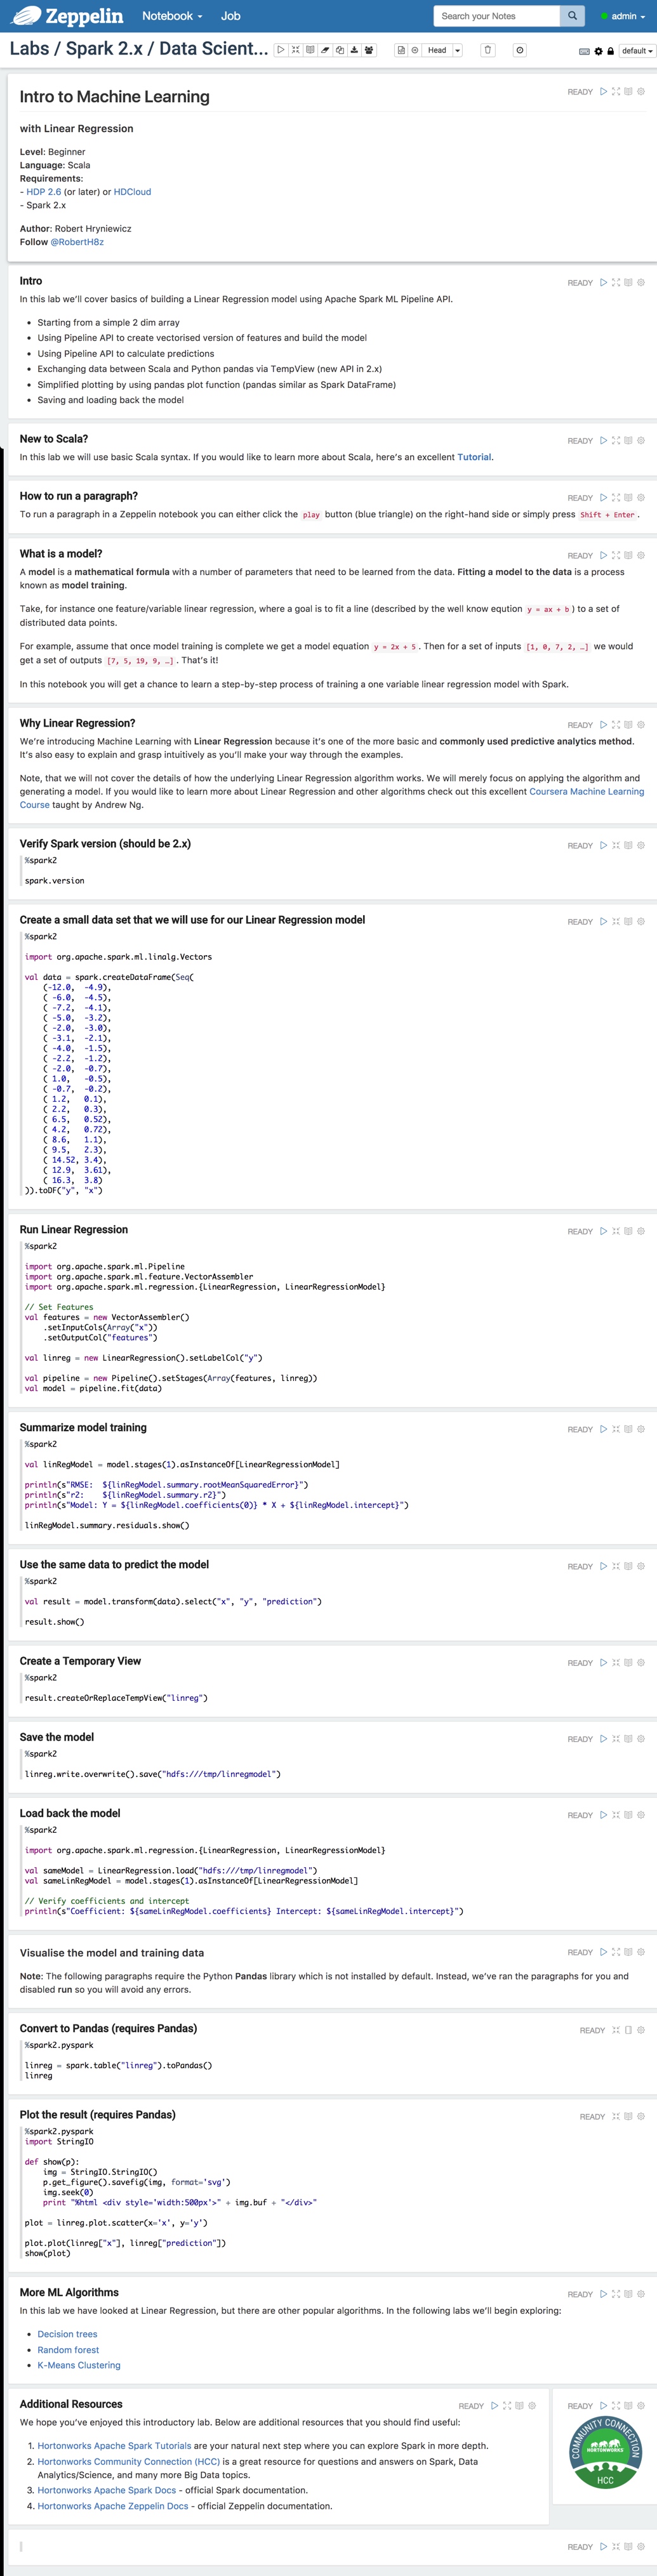 Zeppelin Notebook Job Search your Notes admin
Labs / Spark 2.x / Data Scient... Head default
Intro to Machine Learning READY
with Linear Regression
Level: Beginner
Language: Scala
Requirements:
- HDP 2.6 (or later) or HDCloud
- Spark 2.x
Author: Robert Hryniewicz
Follow @RobertH8z
Intro READY
In this lab we'll cover basics of building a Linear Regression model using Apache Spark ML Pipeline API.
• Starting from a simple 2 dim array
• Using Pipeline API to create vectorised version of features and build the model
• Using Pipeline API to calculate predictions
• Exchanging data between Scala and Python pandas via TempView (new API in 2.x)
• Simplified plotting by using pandas plot function (pandas similar as Spark DataFrame)
• Saving and loading back the model
New to Scala? READY
In this lab we will use basic Scala syntax. If you would like to learn more about Scala, here's an excellent Tutorial.
How to run a paragraph? READY
To run a paragraph in a Zeppelin notebook you can either click the play button (blue triangle) on the right-hand side or simply press Shift + Enter .
What is a model? READY
A model is a mathematical formula with a number of parameters that need to be learned from the data. Fitting a model to the data is a process
known as model training.
Take, for instance one feature/variable linear regression, where a goal is to fit a line (described by the well know eqution y = ax + b ) to a set of
distributed data points.
For example, assume that once model training is complete we get a model equation y = 2x + 5 . Then for a set of inputs [1, 0, 7, 2, …] we would
get a set of outputs [7, 5, 19, 9, …] . That's it!
In this notebook you will get a chance to learn a step-by-step process of training a one variable linear regression model with Spark.
Why Linear Regression? READY
We're introducing Machine Learning with Linear Regression because it's one of the more basic and commonly used predictive analytics method.
It's also easy to explain and grasp intuitively as you'll make your way through the examples.
Note, that we will not cover the details of how the underlying Linear Regression algorithm works. We will merely focus on applying the algorithm and
generating a model. If you would like to learn more about Linear Regression and other algorithms check out this excellent Coursera Machine Learning
Course taught by Andrew Ng.
Verify Spark version (should be 2.x) READY
%spark2
spark.version
Create a small data set that we will use for our Linear Regression model READY
%spark2
import org.apache.spark.ml.linalg.Vectors
val data = spark.createDataFrame(Seq(
(-12.0, -4.9),
( -6.0, -4.5),
( -7.2, -4.1),
( -5.0, -3.2),
( -2.0, -3.0),
( -3.1, -2.1),
( -4.0, -1.5),
( -2.2, -1.2),
( -2.0, -0.7),
( 1.0, -0.5),
( -0.7, -0.2),
( 1.2, 0.1),
( 2.2, 0.3),
( 6.5, 0.52),
( 4.2, 0.72),
( 8.6, 1.1),
( 9.5, 2.3),
( 14.52, 3.4),
( 12.9, 3.61),
( 16.3, 3.8)
)).toDF("y", "x")
Run Linear Regression READY
%spark2
import org.apache.spark.ml.Pipeline
import org.apache.spark.ml.feature.VectorAssembler
import org.apache.spark.ml.regression.{LinearRegression, LinearRegressionModel}
// Set Features
val features = new VectorAssembler()
.setInputCols(Array("x"))
.setOutputCol("features")
val linreg = new LinearRegression().setLabelCol("y")
val pipeline = new Pipeline().setStages(Array(features, linreg))
val model = pipeline.fit(data)
Summarize model training READY
%spark2
val linRegModel = model.stages(1).asInstanceOf[LinearRegressionModel]
println(s"RMSE: ${linRegModel.summary.rootMeanSquaredError}")
println(s"r2: ${linRegModel.summary.r2}")
println(s"Model: Y = ${linRegModel.coefficients(0)} * X + ${linRegModel.intercept}")
linRegModel.summary.residuals.show()
Use the same data to predict the model READY
%spark2
val result = model.transform(data).select("x", "y", "prediction")
result.show()
Create a Temporary View READY
%spark2
result.createOrReplaceTempView("linreg")
Save the model READY
%spark2
linreg.write.overwrite().save("hdfs:///tmp/linregmodel")
Load back the model READY
%spark2
import org.apache.spark.ml.regression.{LinearRegression, LinearRegressionModel}
val sameModel = LinearRegression.load("hdfs:///tmp/linregmodel")
val sameLinRegModel = model.stages(1).asInstanceOf[LinearRegressionModel]
// Verify coefficients and intercept
println(s"Coefficient: ${sameLinRegModel.coefficients} Intercept: ${sameLinRegModel.intercept}")
Visualise the model and training data READY
Note: The following paragraphs require the Python Pandas library which is not installed by default. Instead, we've ran the paragraphs for you and
disabled run so you will avoid any errors.
Convert to Pandas (requires Pandas) READY
%spark2.pyspark
linreg = spark.table("linreg").toPandas()
linreg
Plot the result (requires Pandas) READY
%spark2.pyspark
import StringIO
def show(p):
img = StringIO.StringIO()
p.get_figure().savefig(img, format='svg')
img.seek(0)
print "%html <div style='width:500px'>" + img.buf + "</div>"
plot = linreg.plot.scatter(x='x', y='y')
plot.plot(linreg["x"], linreg["prediction"])
show(plot)
More ML Algorithms READY
In this lab we have looked at Linear Regression, but there are other popular algorithms. In the following labs we'll begin exploring:
• Decision trees
• Random forest
• K-Means Clustering
Additional Resources READY READY
We hope you've enjoyed this introductory lab. Below are additional resources that you should find useful:
1. Hortonworks Apache Spark Tutorials are your natural next step where you can explore Spark in more depth.
2. Hortonworks Community Connection (HCC) is a great resource for questions and answers on Spark, Data
Analytics/Science, and many more Big Data topics.
3. Hortonworks Apache Spark Docs - official Spark documentation.
4. Hortonworks Apache Zeppelin Docs - official Zeppelin documentation.
COMMUNITY CONNECTION
HORTONWORKS
HCC
READY